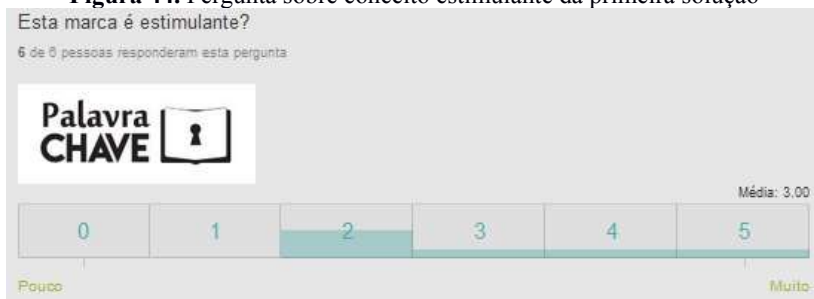 Figura 44. Pergunta sobre conceito estimulante da primeira solução
Esta marca é estimulante?
6 de 6 pessoas responderam esta pergunta
Palavra
CHAVE
Média: 3.00
0 1 2 3 4 5
Pouco Muito